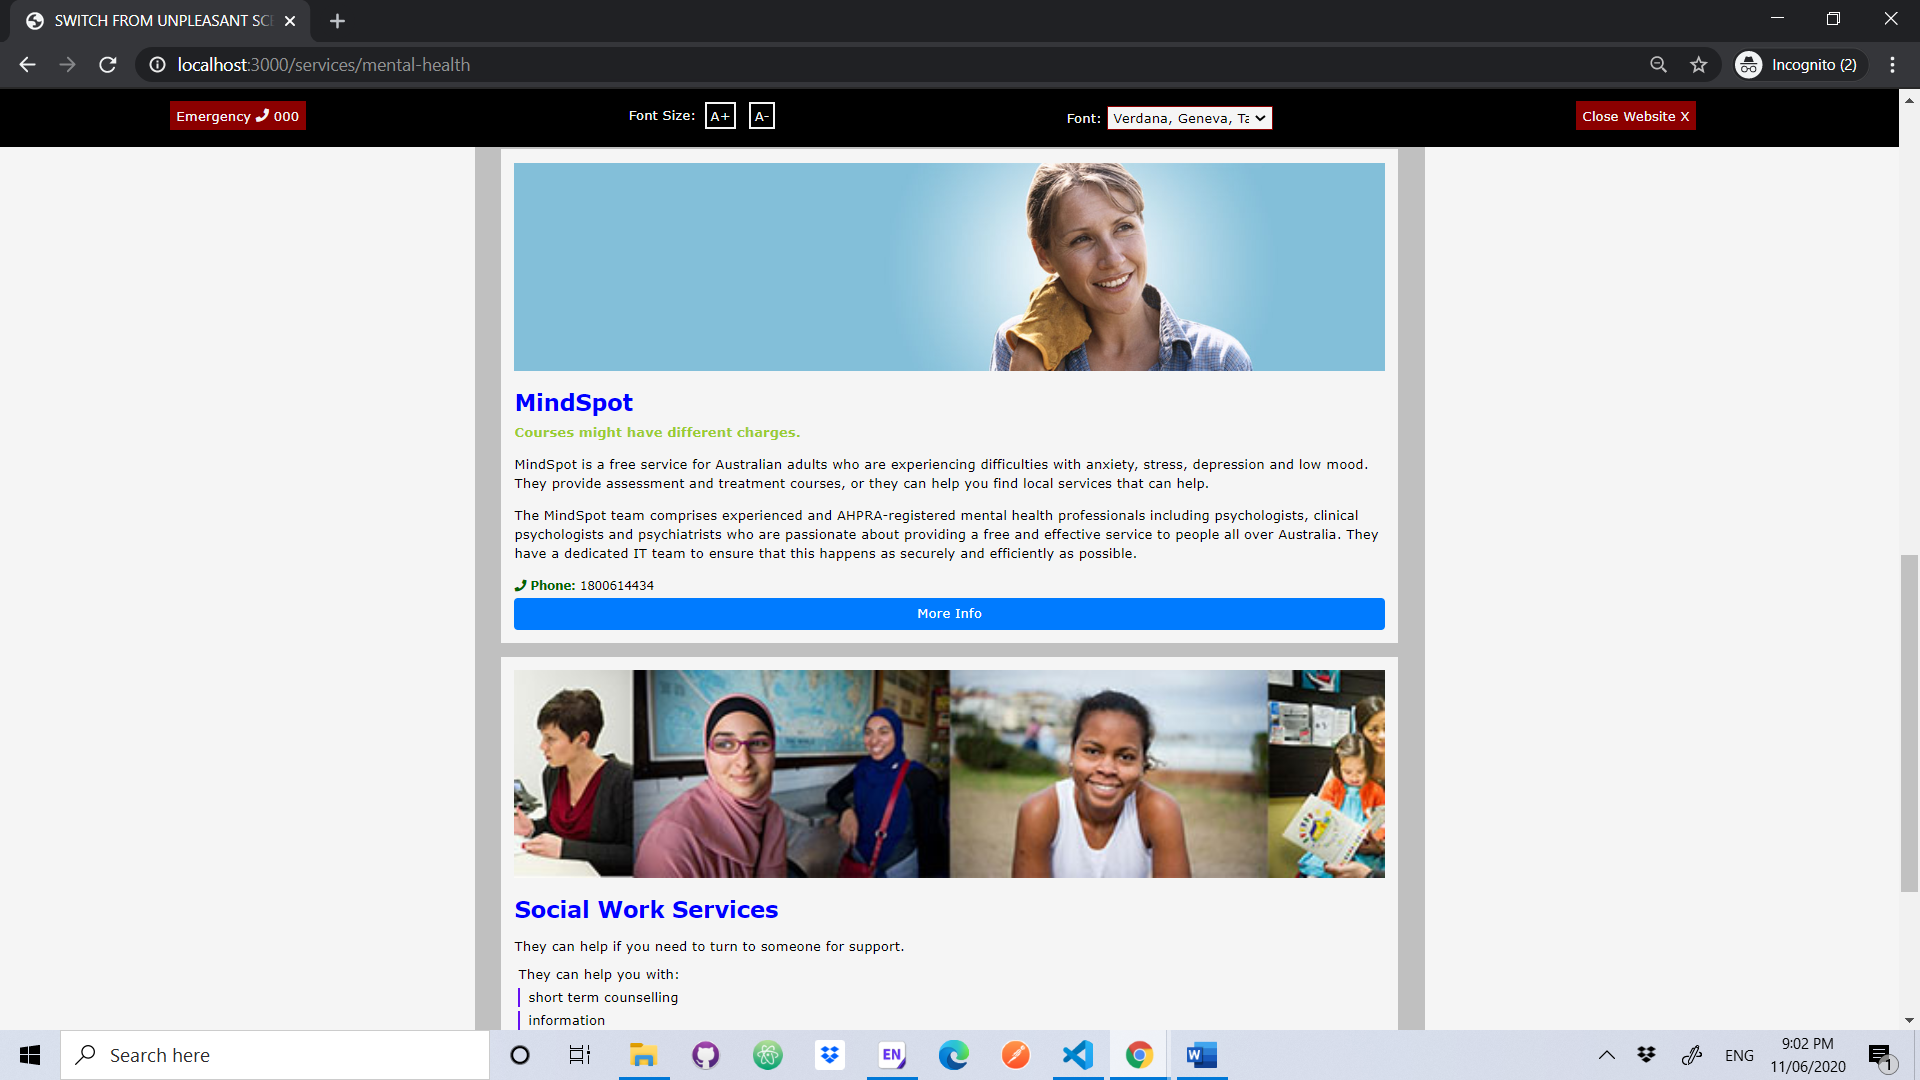 SWITCH FROM UNPLEASANT SCE
localhost:3000/services/mental-health
Incognito (2)
Emergency 000
Font Size: A+ A-
Font: Verdana, Geneva, Ta
Close Website X
MindSpot
Courses might have different charges.
MindSpot is a free service for Australian adults who are experiencing difficulties with anxiety, stress, depression and low mood.
They provide assessment and treatment courses, or they can help you find local services that can help.
The MindSpot team comprises experienced and AHPRA-registered mental health professionals including psychologists, clinical
psychologists and psychiatrists who are passionate about providing a free and effective service to people all over Australia. They
have a dedicated IT team to ensure that this happens as securely and efficiently as possible.
Phone: 1800614434
More Info
Social Work Services
They can help if you need to turn to someone for support.
They can help you with:
short term counselling
information
Search here
EN
W
ENG
9:02 PM
11/06/2020
1